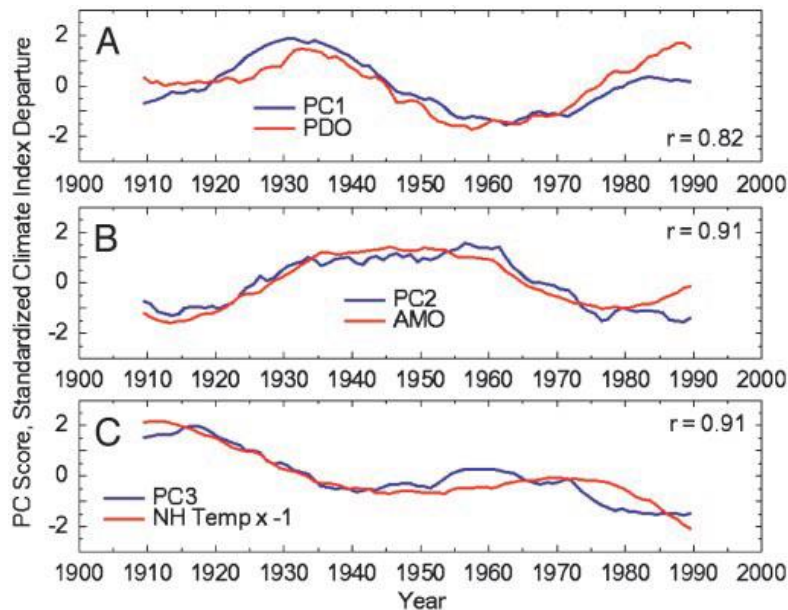 PC Score, Standardized Climate Index Departure
A
2
0
-2
PC1
PDO
r = 0.82
1900 1910 1920 1930 1940 1950 1960 1970 1980 1990 2000
B
2
0
-2
r = 0.91
PC2
AMO
1900 1910 1920 1930 1940 1950 1960 1970 1980 1990 2000
C
2
0
-2
r = 0.91
PC3
NH Temp x -1
1900 1910 1920 1930 1940 1950 1960 1970 1980 1990 2000
Year